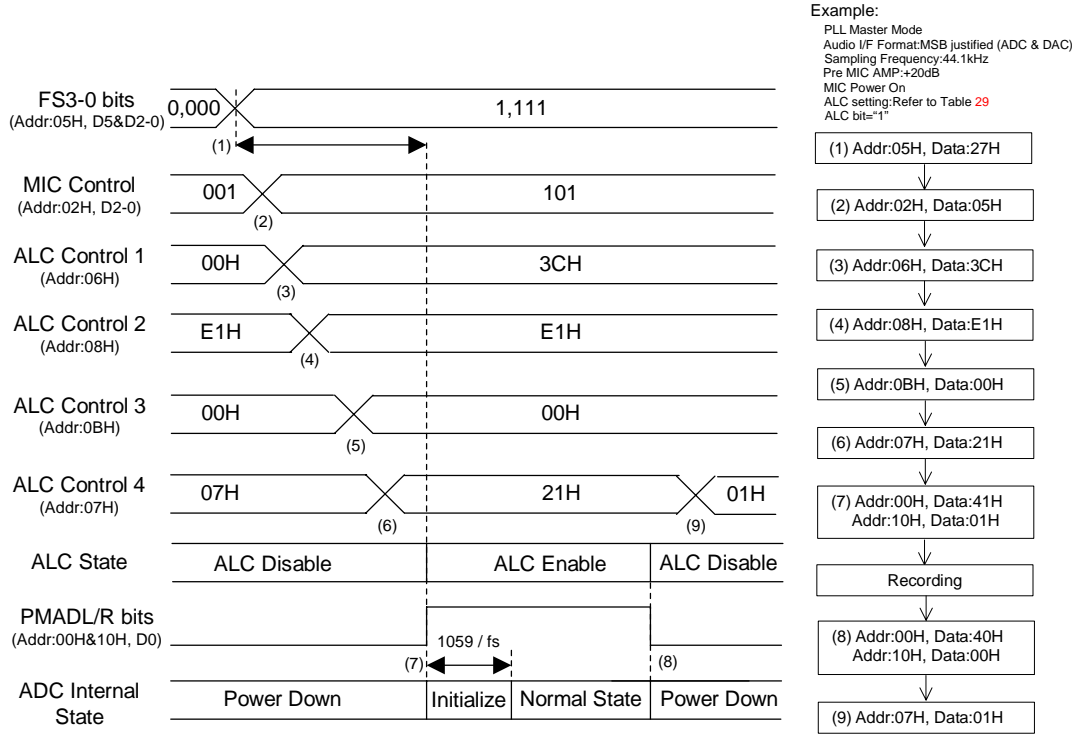 Example:
PLL Master Mode
Audio I/F Format:MSB justified (ADC & DAC)
Sampling Frequency:44.1kHz
Pre MIC AMP:+20dB
MIC Power On
ALC setting:Refer to Table 29
ALC bit=“1”
FS3-0 bits
(Addr:05H, D5&D2-0)
0,000
1,111
(1)
MIC Control
(Addr:02H, D2-0)
001
101
(2)
ALC Control 1
(Addr:06H)
00H
3CH
(3)
ALC Control 2
(Addr:08H)
E1H
E1H
(4)
ALC Control 3
(Addr:0BH)
00H
00H
(5)
ALC Control 4
(Addr:07H)
07H
21H
01H
(6)
(9)
ALC State
ALC Disable
ALC Enable
ALC Disable
PMADL/R bits
(Addr:00H&10H, D0)
1059 / fs
(7)
(8)
ADC Internal
State
Power Down
Initialize
Normal State
Power Down
(1) Addr:05H, Data:27H
(2) Addr:02H, Data:05H
(3) Addr:06H, Data:3CH
(4) Addr:08H, Data:E1H
(5) Addr:0BH, Data:00H
(6) Addr:07H, Data:21H
(7) Addr:00H, Data:41H
Addr:10H, Data:01H
Recording
(8) Addr:00H, Data:40H
Addr:10H, Data:00H
(9) Addr:07H, Data:01H